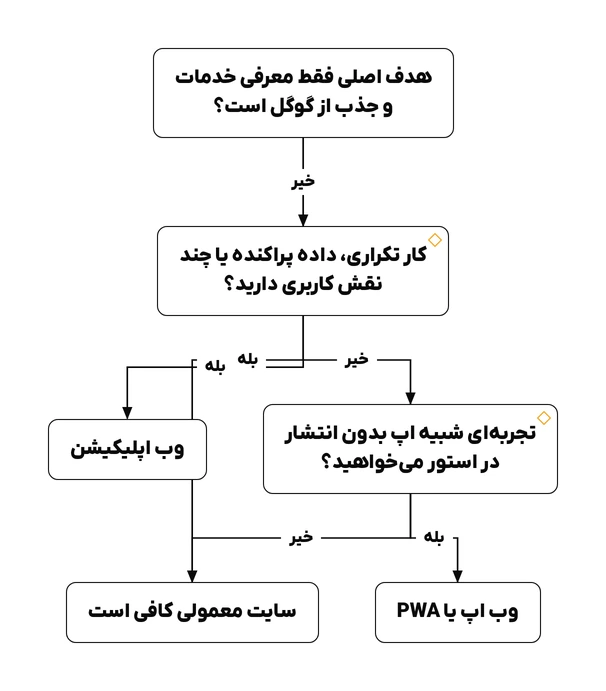 هدف اصلی فقط معرفی خدمات
و جذب از گوگل است؟
خیر
کار تکراری، داده پراکنده یا چند
نقش کاربری دارید؟
خیر
بله
بله
تجربه‌ای شبیه اپ بدون انتشار
در استور می‌خواهید؟
وب اپلیکیشن
بله
خیر
وب اپ یا PWA
سایت معمولی کافی است